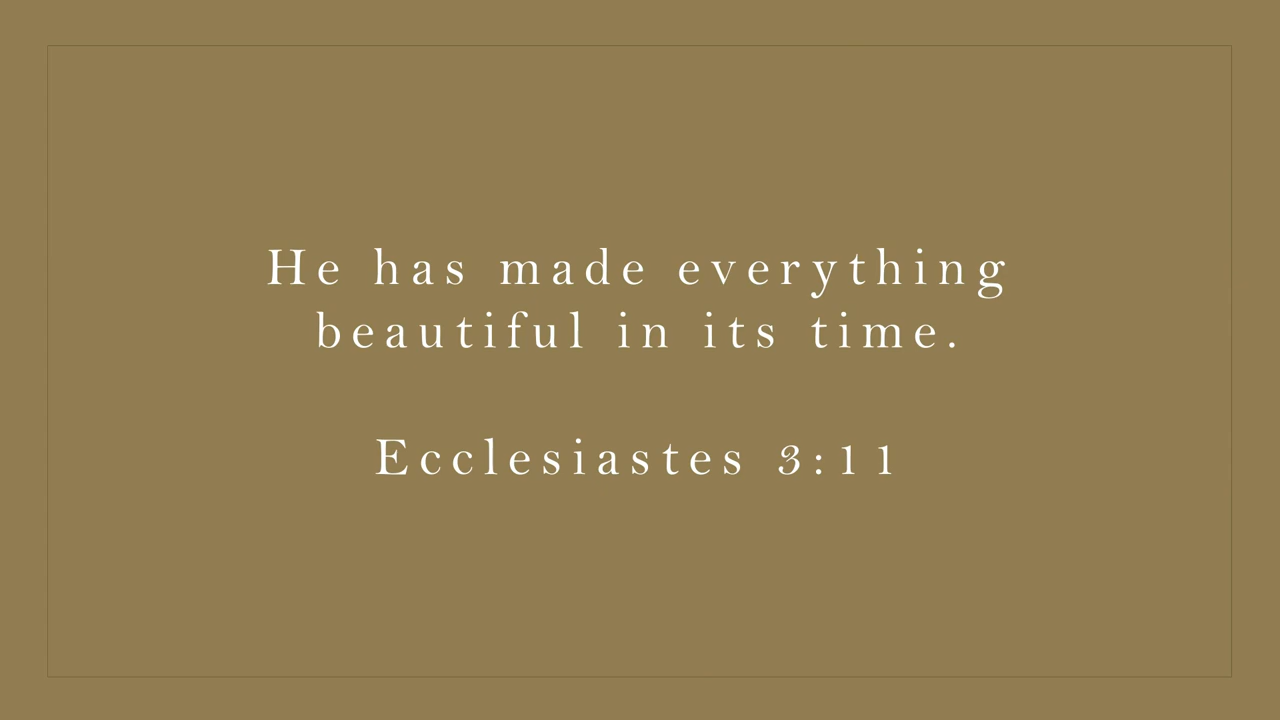 He has made everything
beautiful in its time.
Ecclesiastes 3:11